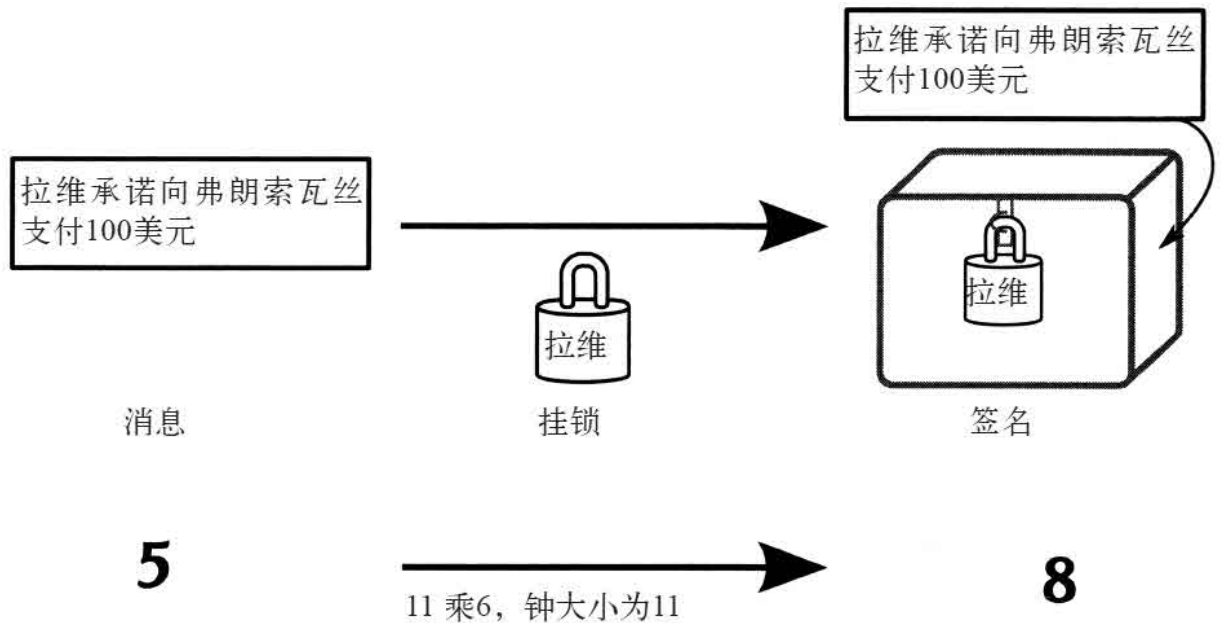 拉维承诺向弗朗索瓦丝
支付100美元
拉维承诺向弗朗索瓦丝
支付100美元
拉维
拉维
消息
挂锁
签名
5
8
11 乘6，钟大小为11